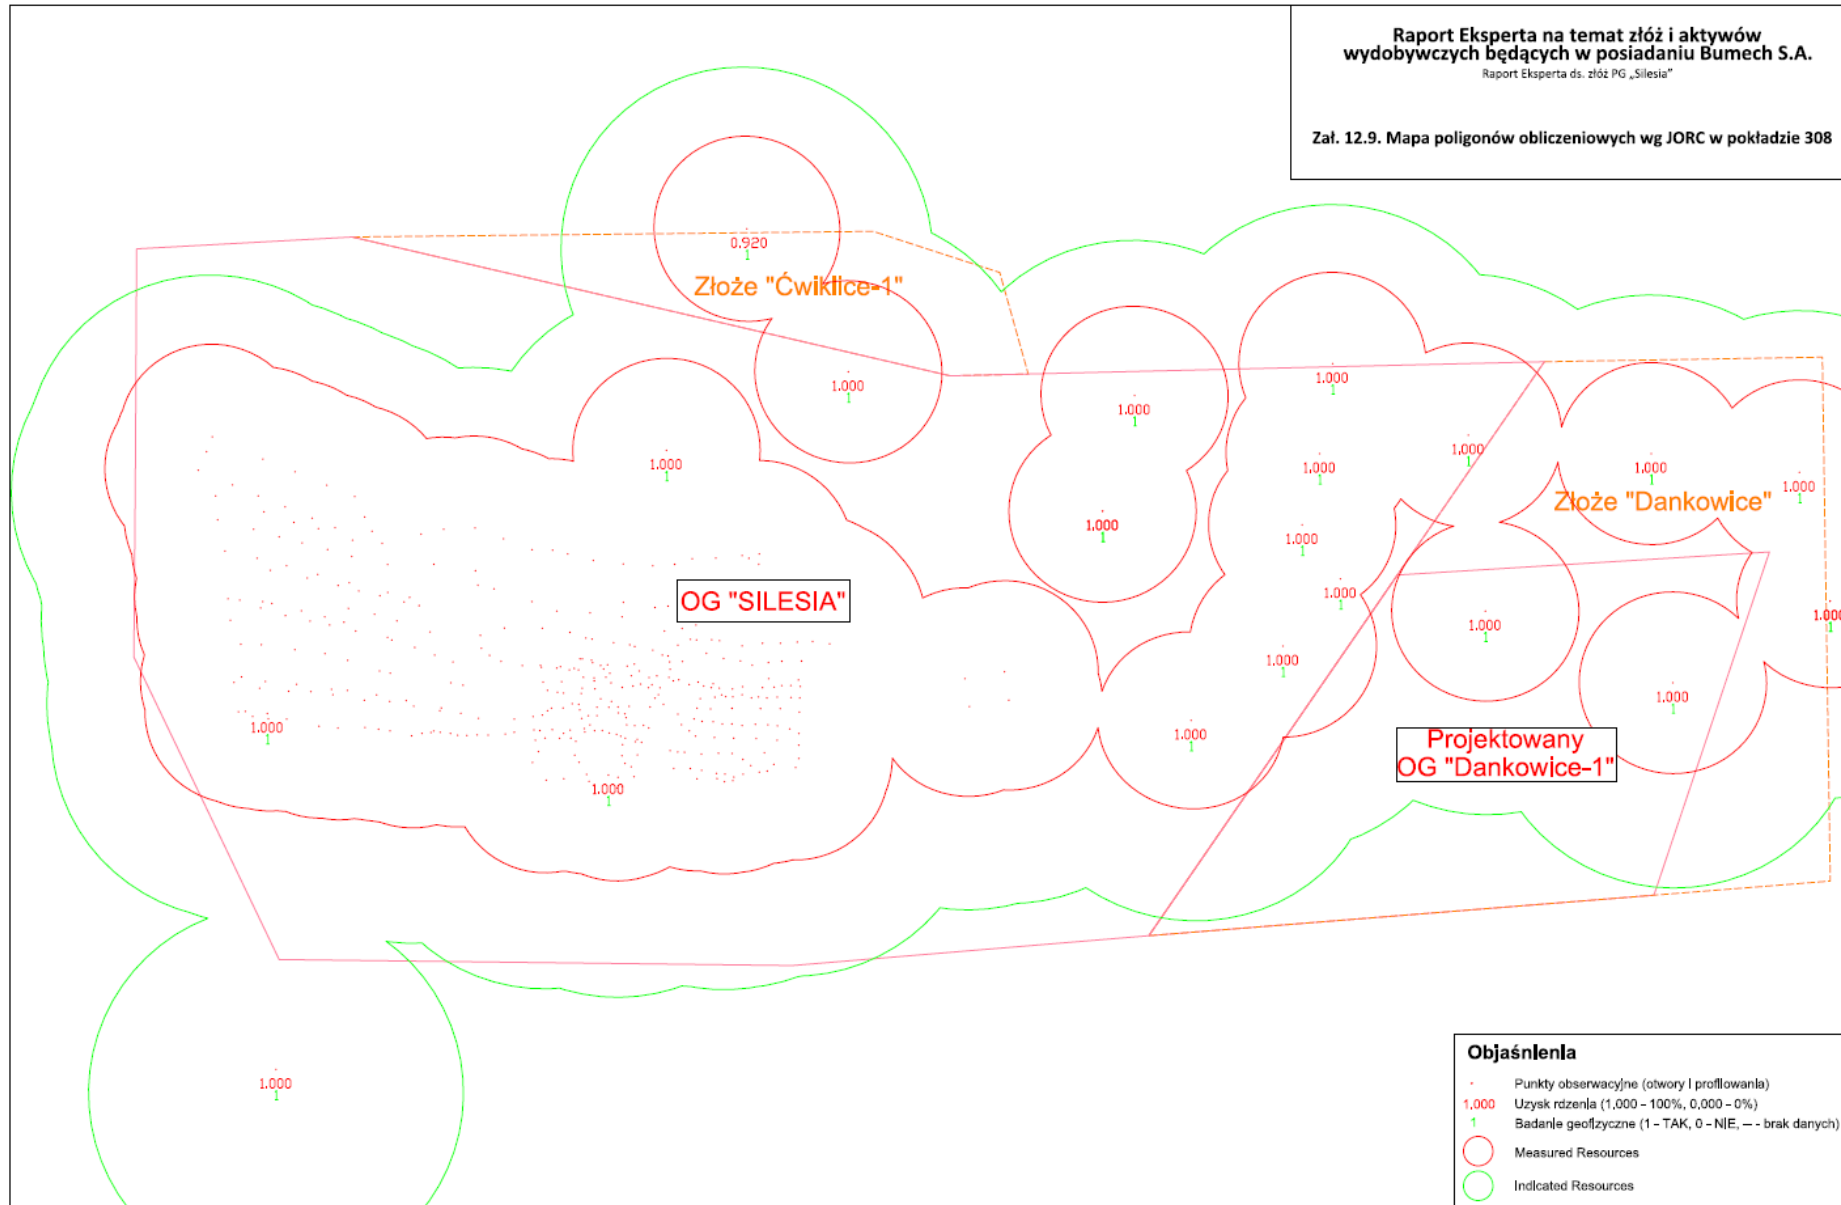 Raport Eksperta na temat złóż i aktywów
wydobywczych będących w posiadaniu Bumech S.A.
Raport Eksperta ds. złóż PG „Silesia”
Zał. 12.9. Mapa poligonów obliczeniowych wg JORC w pokładzie 308
0.920
1
Złoże "Ćwiklice-1"
1.000
1
1.000
1
1.000
1
1.000
1
1.000
1
1.000
1
1.000
1
1.000
1
1.000
1
Złoże "Dankowice"
1.000
1
1.000
1
1.000
1
OG "SILESIA"
1.000
1
1.000
1
1.000
1
1.000
1
1.000
1
1.000
1
Projektowany
OG "Dankowice-1"
1.000
1
1.000
1
Objaśnienia
Punkty obserwacyjne (otwory i profilowania)
1,000 Uzysk rdzenia (1,000 - 100%, 0,000 - 0%)
1 Badanie geofizyczne (1 - TAK, 0 - NIE, — - brak danych)
Measured Resources
Indicated Resources